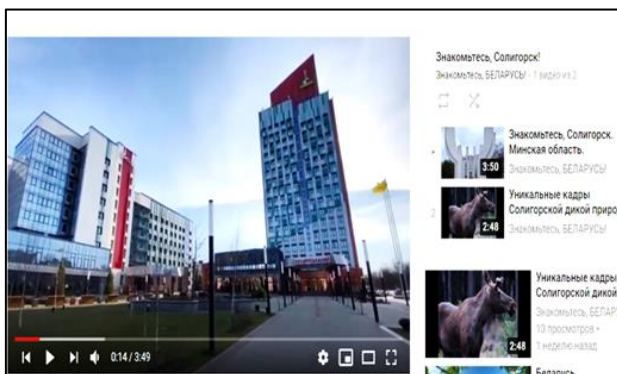 0:14 / 3:49
Знакомьтесь, Солигорск!
Знакомьтесь, БЕЛАРУСЬ! - 1 видео из 2
3:50
Знакомьтесь, Солигорск.
Минская область.
Знакомьтесь, БЕЛАРУСЬ!
2
2:48
Уникальные кадры
Солигорской дикой приро
Знакомьтесь, БЕЛАРУСЬ!
2:48
Уникальные кадры
Солигорской дикой
Знакомьтесь, БЕЛАР
10 просмотров •
1 неделю назад
Беларусь